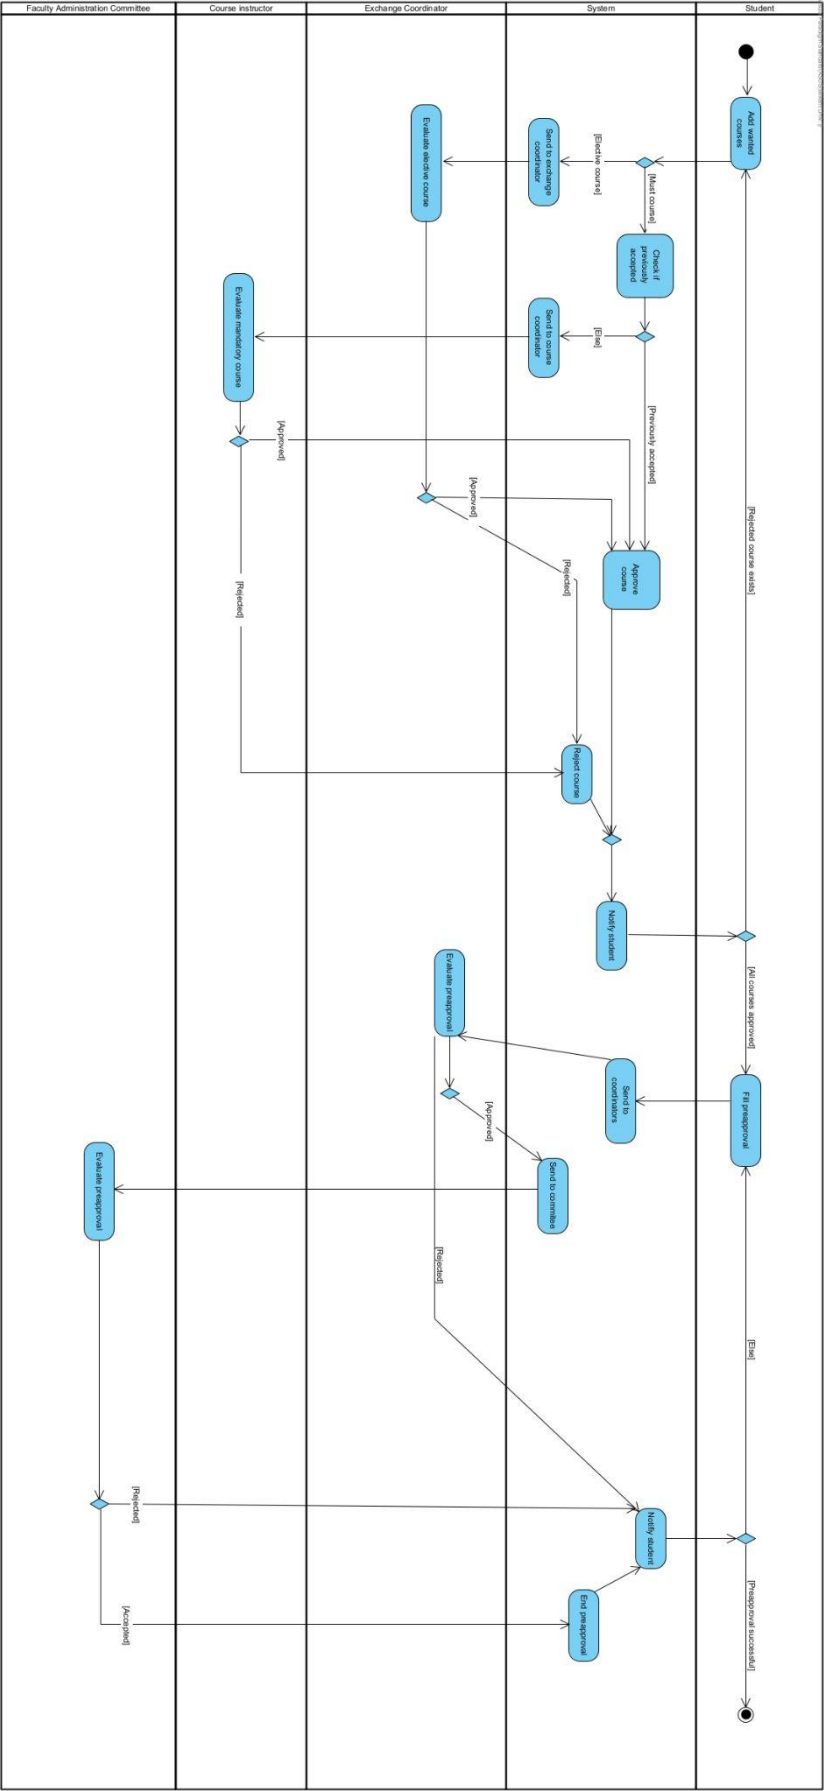 Faculty Administration Committee
Course instructor
Exchange Coordinator
System
Student
Add wanted
courses
[Elective course]
Send to exchange
coordinator
Evaluate elective course
[Must course]
Check if
previously
accepted
[Else]
Send to course
coordinator
Evaluate mandatory course
[Approved]
[Previously accepted]
[Approved]
[Rejected]
[Rejected]
[Rejected course exists]
Approve
course
Reject course
Notify student
[All courses approved]
Evaluate preapproval
Send to
coordinators
Fill preapproval
[Approved]
Send to commitee
Evaluate preapproval
[Rejected]
[Else]
[Rejected]
Notifiy student
[Accepted]
End preapproval
[Preapproval successful]